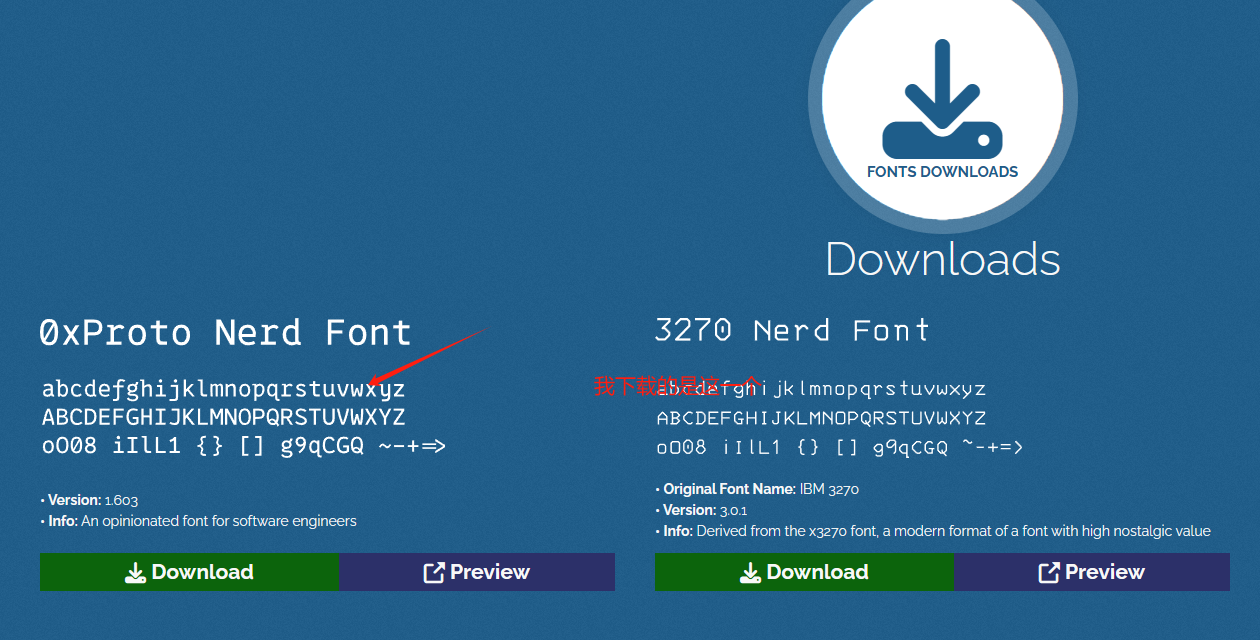 FONTS DOWNLOADS
Downloads
0xProto Nerd Font
abcdefghijklmnopqrstuvwxyz
ABCDEFGHIJKLMNOPQRSTUVWXYZ
oO08 iIlL1 {} [] g9qCGQ ~-+=>
• Version: 1.603
• Info: An opinionated font for software engineers
Download
Preview
3270 Nerd Font
我下载的是这一个
abcdefghijklmnopqrstuvwxyz
ABCDEFGHIJKLMNOPQRSTUVWXYZ
oO08 iIlL1 {} [] g9qCGQ ~-+=>
• Original Font Name: IBM 3270
• Version: 3.0.1
• Info: Derived from the x3270 font, a modern format of a font with high nostalgic value
Download
Preview